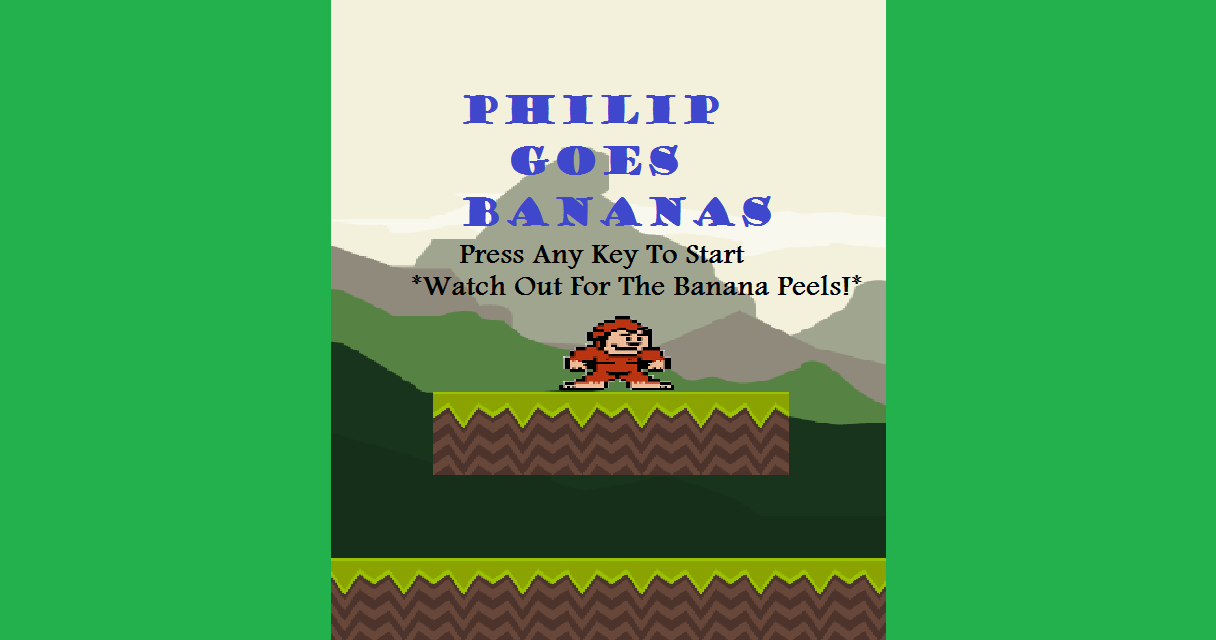 PHILIP
GOES
BANANAS
Press Any Key To Start
*Watch Out For The Banana Peels!*